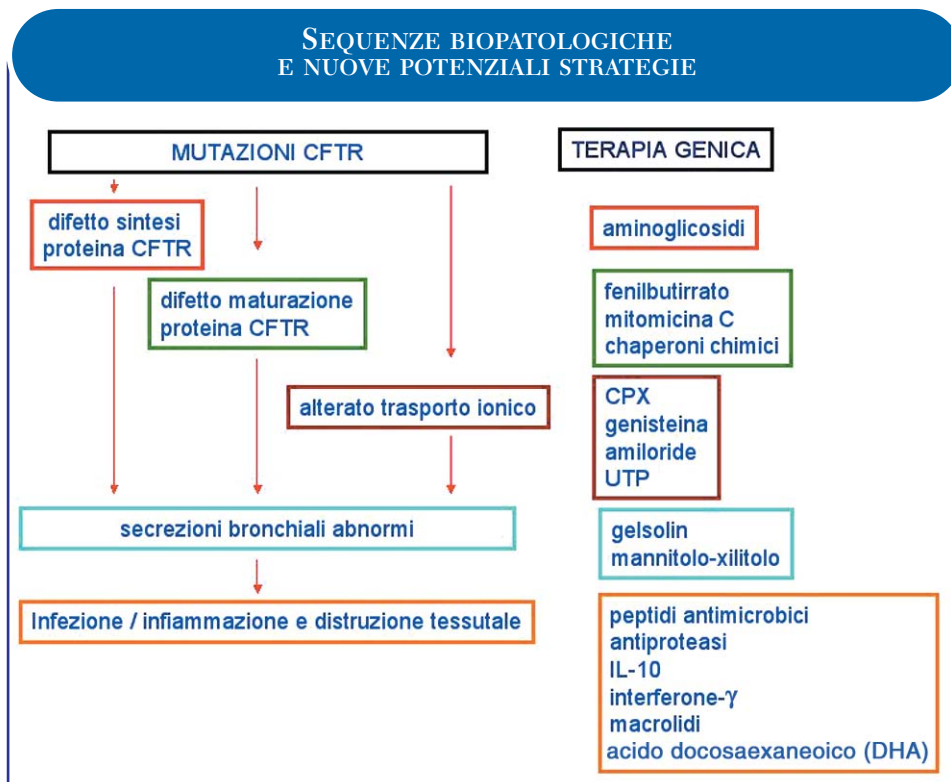 SEQUENZE BIOPATOLOGICHE
E NUOVE POTENZIALI STRATEGIE
MUTAZIONI CFTR
TERAPIA GENICA
difetto sintesi
proteina CFTR
aminoglicosidi
difetto maturazione
proteina CFTR
fenilbutirrato
mitomicina C
chaperoni chimici
alterato trasporto ionico
CPX
genisteina
amiloride
UTP
secrezioni bronchiali abnormi
gelsolin
mannitolo-xilitolo
Infezione / infiammazione e distruzione tessutale
peptidi antimicrobici
antiproteasi
IL-10
interferone-γ
macrolidi
acido docosaexaneoico (DHA)